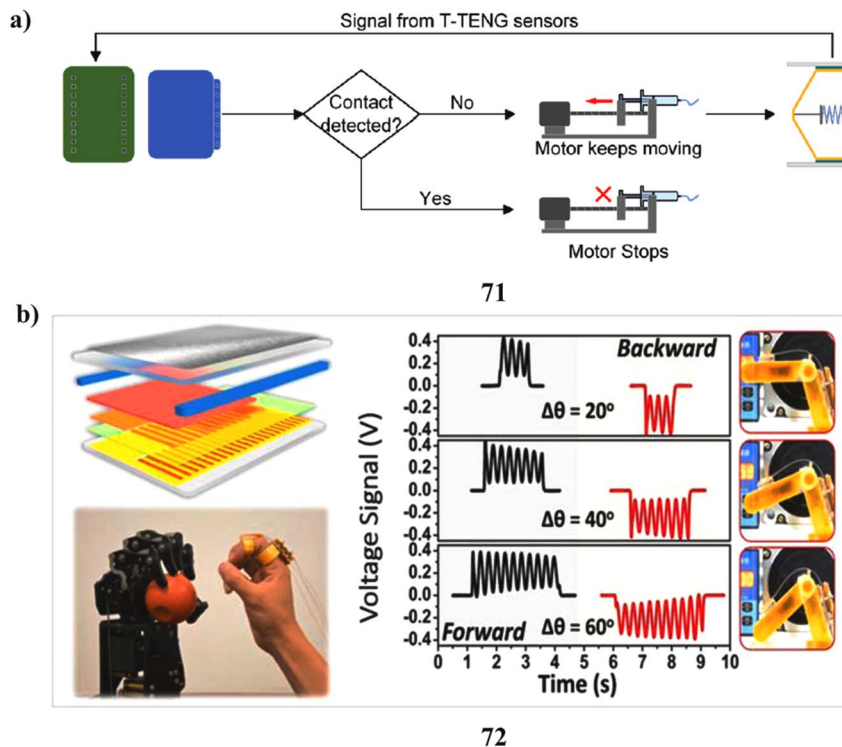 a)
Signal from T-TENG sensors
Contact
detected?
No
Motor keeps moving
Yes
Motor Stops
71
b)
Voltage Signal (V)
0.4
0.2
0.0
-0.2
-0.4
Backward
Δθ = 20°
0.4
0.2
0.0
-0.2
-0.4
Δθ = 40°
0.4
0.2
0.0
-0.2
-0.4
Forward
Δθ = 60°
0 1 2 3 4 5 6 7 8 9 10
Time (s)
72